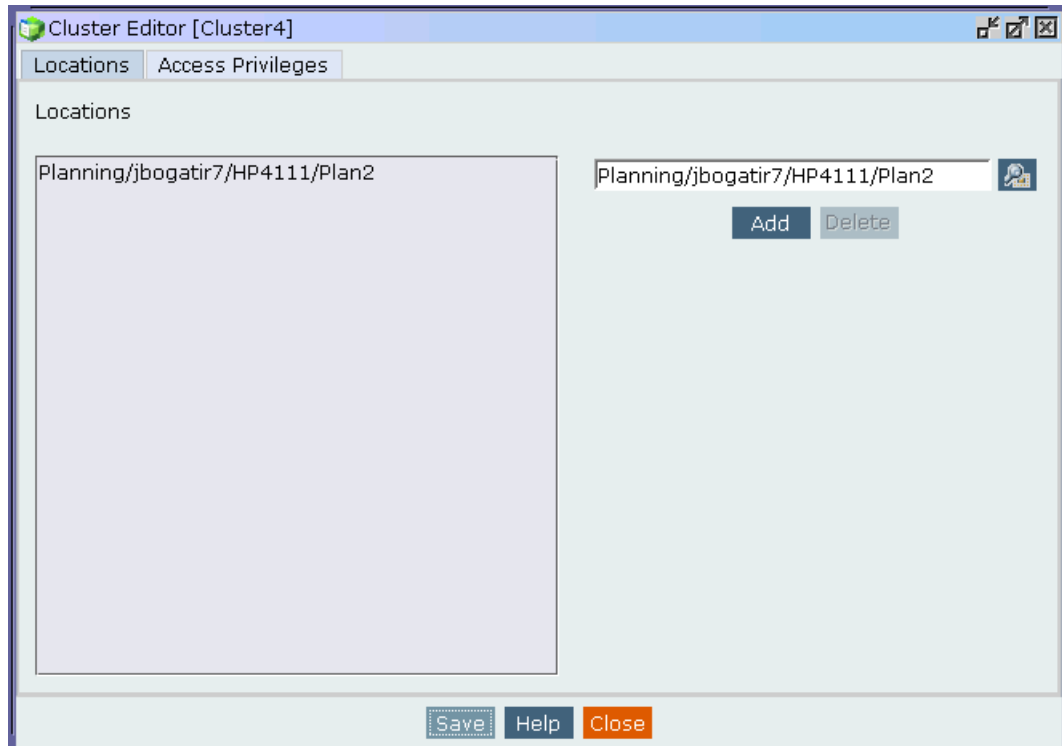 Cluster Editor [Cluster4]
Locations Access Privileges
Locations
Planning/jbogatir7/HP4111/Plan2
Planning/jbogatir7/HP4111/Plan2
Add Delete
Save Help Close